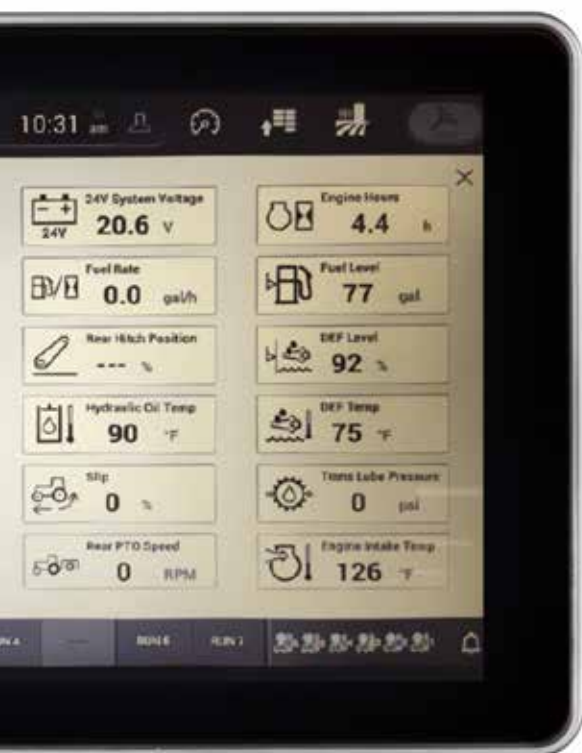 10:31 am
24V System Voltage
24V
20.6 V
Engine Hours
4.4 h
Fuel Rate
0.0 gal/h
Fuel Level
77 gal
Rear Hitch Position
--- %
DEF Level
92 %
Hydraulic Oil Temp
90 °F
DEF Temp
75 °F
Slip
0 %
Trans Lube Pressure
0 psi
Rear PTO Speed
0 RPM
Engine Intake Temp
126 °F
RUN 6
RUN 7